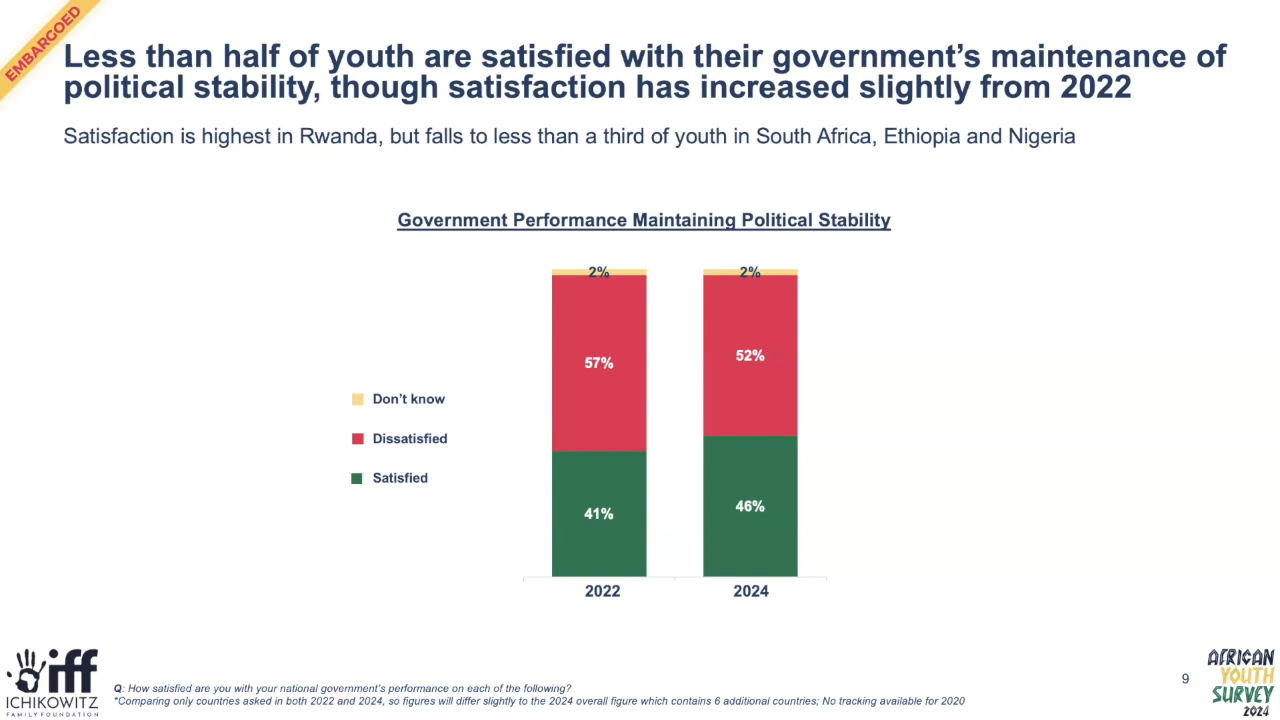 EMBARGOED
Less than half of youth are satisfied with their government’s maintenance of
political stability, though satisfaction has increased slightly from 2022
Satisfaction is highest in Rwanda, but falls to less than a third of youth in South Africa, Ethiopia and Nigeria
Government Performance Maintaining Political Stability
2% 2%
57% 52%
Don’t know
Dissatisfied
Satisfied
41% 46%
2022 2024
iff
ICHIKOWITZ
FAMILY FOUNDATION
Q: How satisfied are you with your national government’s performance on each of the following?
*Comparing only countries asked in both 2022 and 2024, so figures will differ slightly to the 2024 overall figure which contains 6 additional countries; No tracking available for 2020
9
AFRICAN
YOUTH
SURVEY
2024